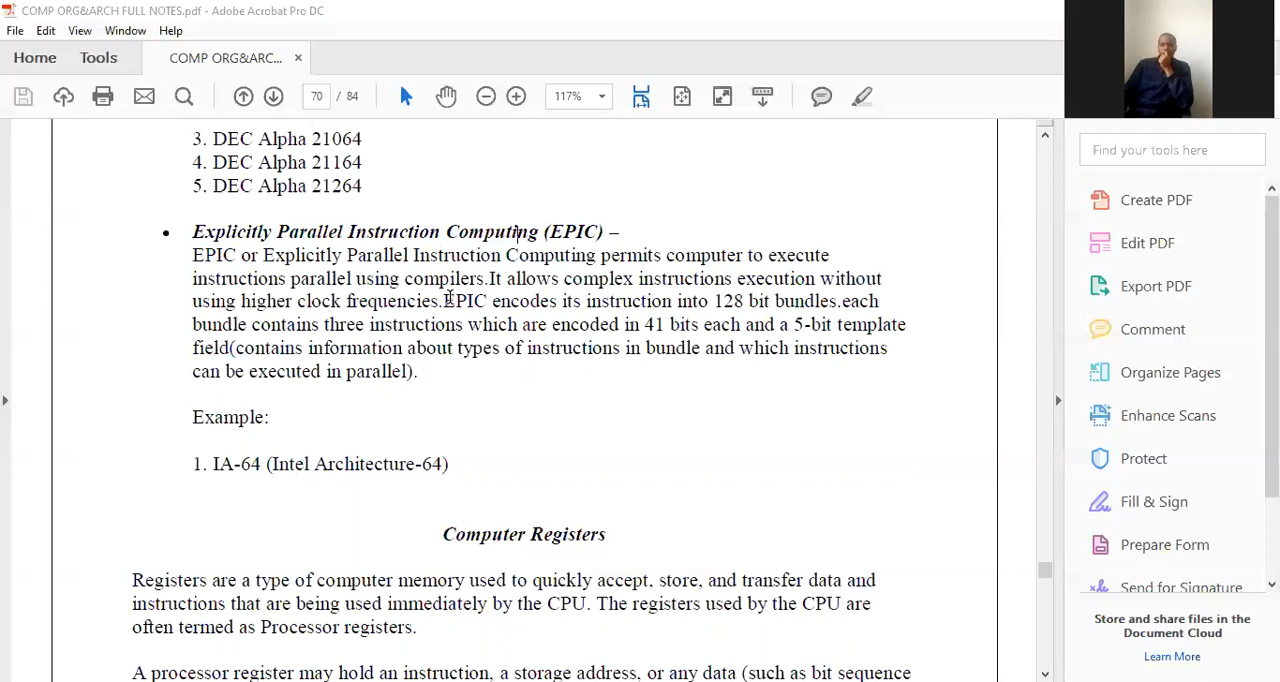 COMP ORG&ARCH FULL NOTES.pdf - Adobe Acrobat Pro DC
File Edit View Window Help
Home Tools COMP ORG&ARC... ×
70 / 84 117%
3. DEC Alpha 21064
4. DEC Alpha 21164
5. DEC Alpha 21264
• Explicitly Parallel Instruction Computing (EPIC) –
EPIC or Explicitly Parallel Instruction Computing permits computer to execute
instructions parallel using compilers.It allows complex instructions execution without
using higher clock frequencies.EPIC encodes its instruction into 128 bit bundles.each
bundle contains three instructions which are encoded in 41 bits each and a 5-bit template
field(contains information about types of instructions in bundle and which instructions
can be executed in parallel).
Example:
1. IA-64 (Intel Architecture-64)
Computer Registers
Registers are a type of computer memory used to quickly accept, store, and transfer data and
instructions that are being used immediately by the CPU. The registers used by the CPU are
often termed as Processor registers.
A processor register may hold an instruction, a storage address, or any data (such as bit sequence
Find your tools here
Create PDF
Edit PDF
Export PDF
Comment
Organize Pages
Enhance Scans
Protect
Fill & Sign
Prepare Form
Send for Signature
Store and share files in the
Document Cloud
Learn More